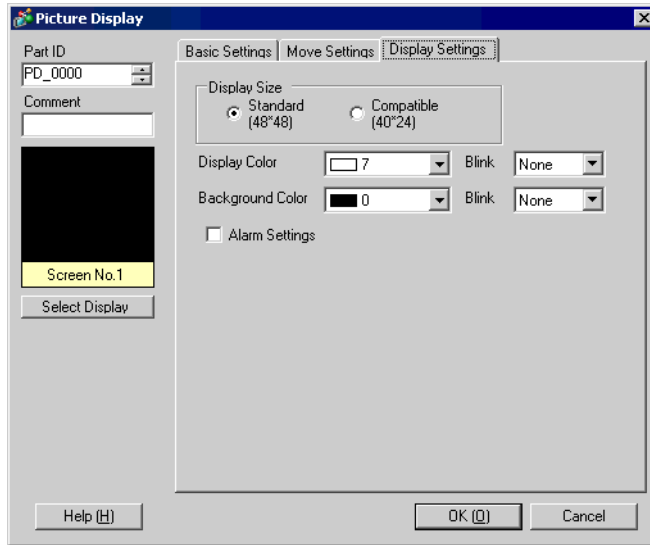 Picture Display
Part ID
PD_0000
Comment
Screen No.1
Select Display
Basic Settings
Move Settings
Display Settings
Display Size
Standard
(48*48)
Compatible
(40*24)
Display Color
7
Blink
None
Background Color
0
Blink
None
Alarm Settings
Help (H)
OK (O)
Cancel